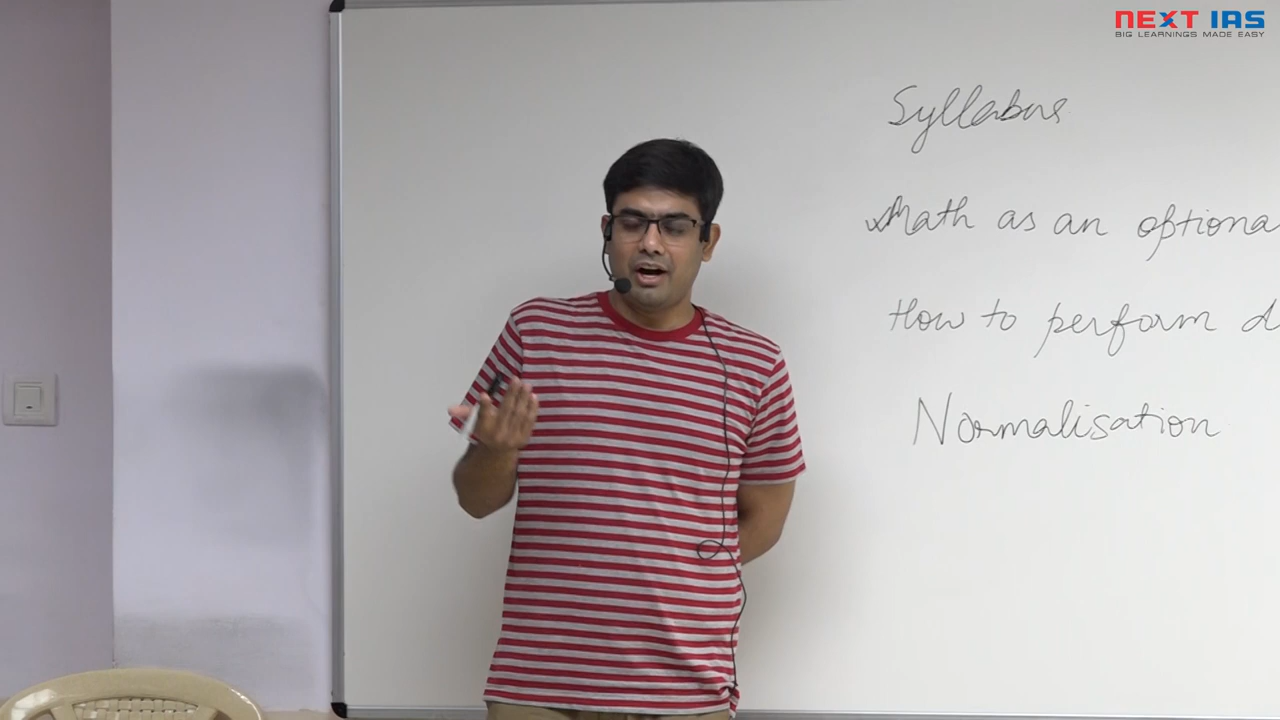 NEXT IAS
BIG LEARNINGS MADE EASY
Syllabus
Math as an optiona
How to perform d
Normalisation